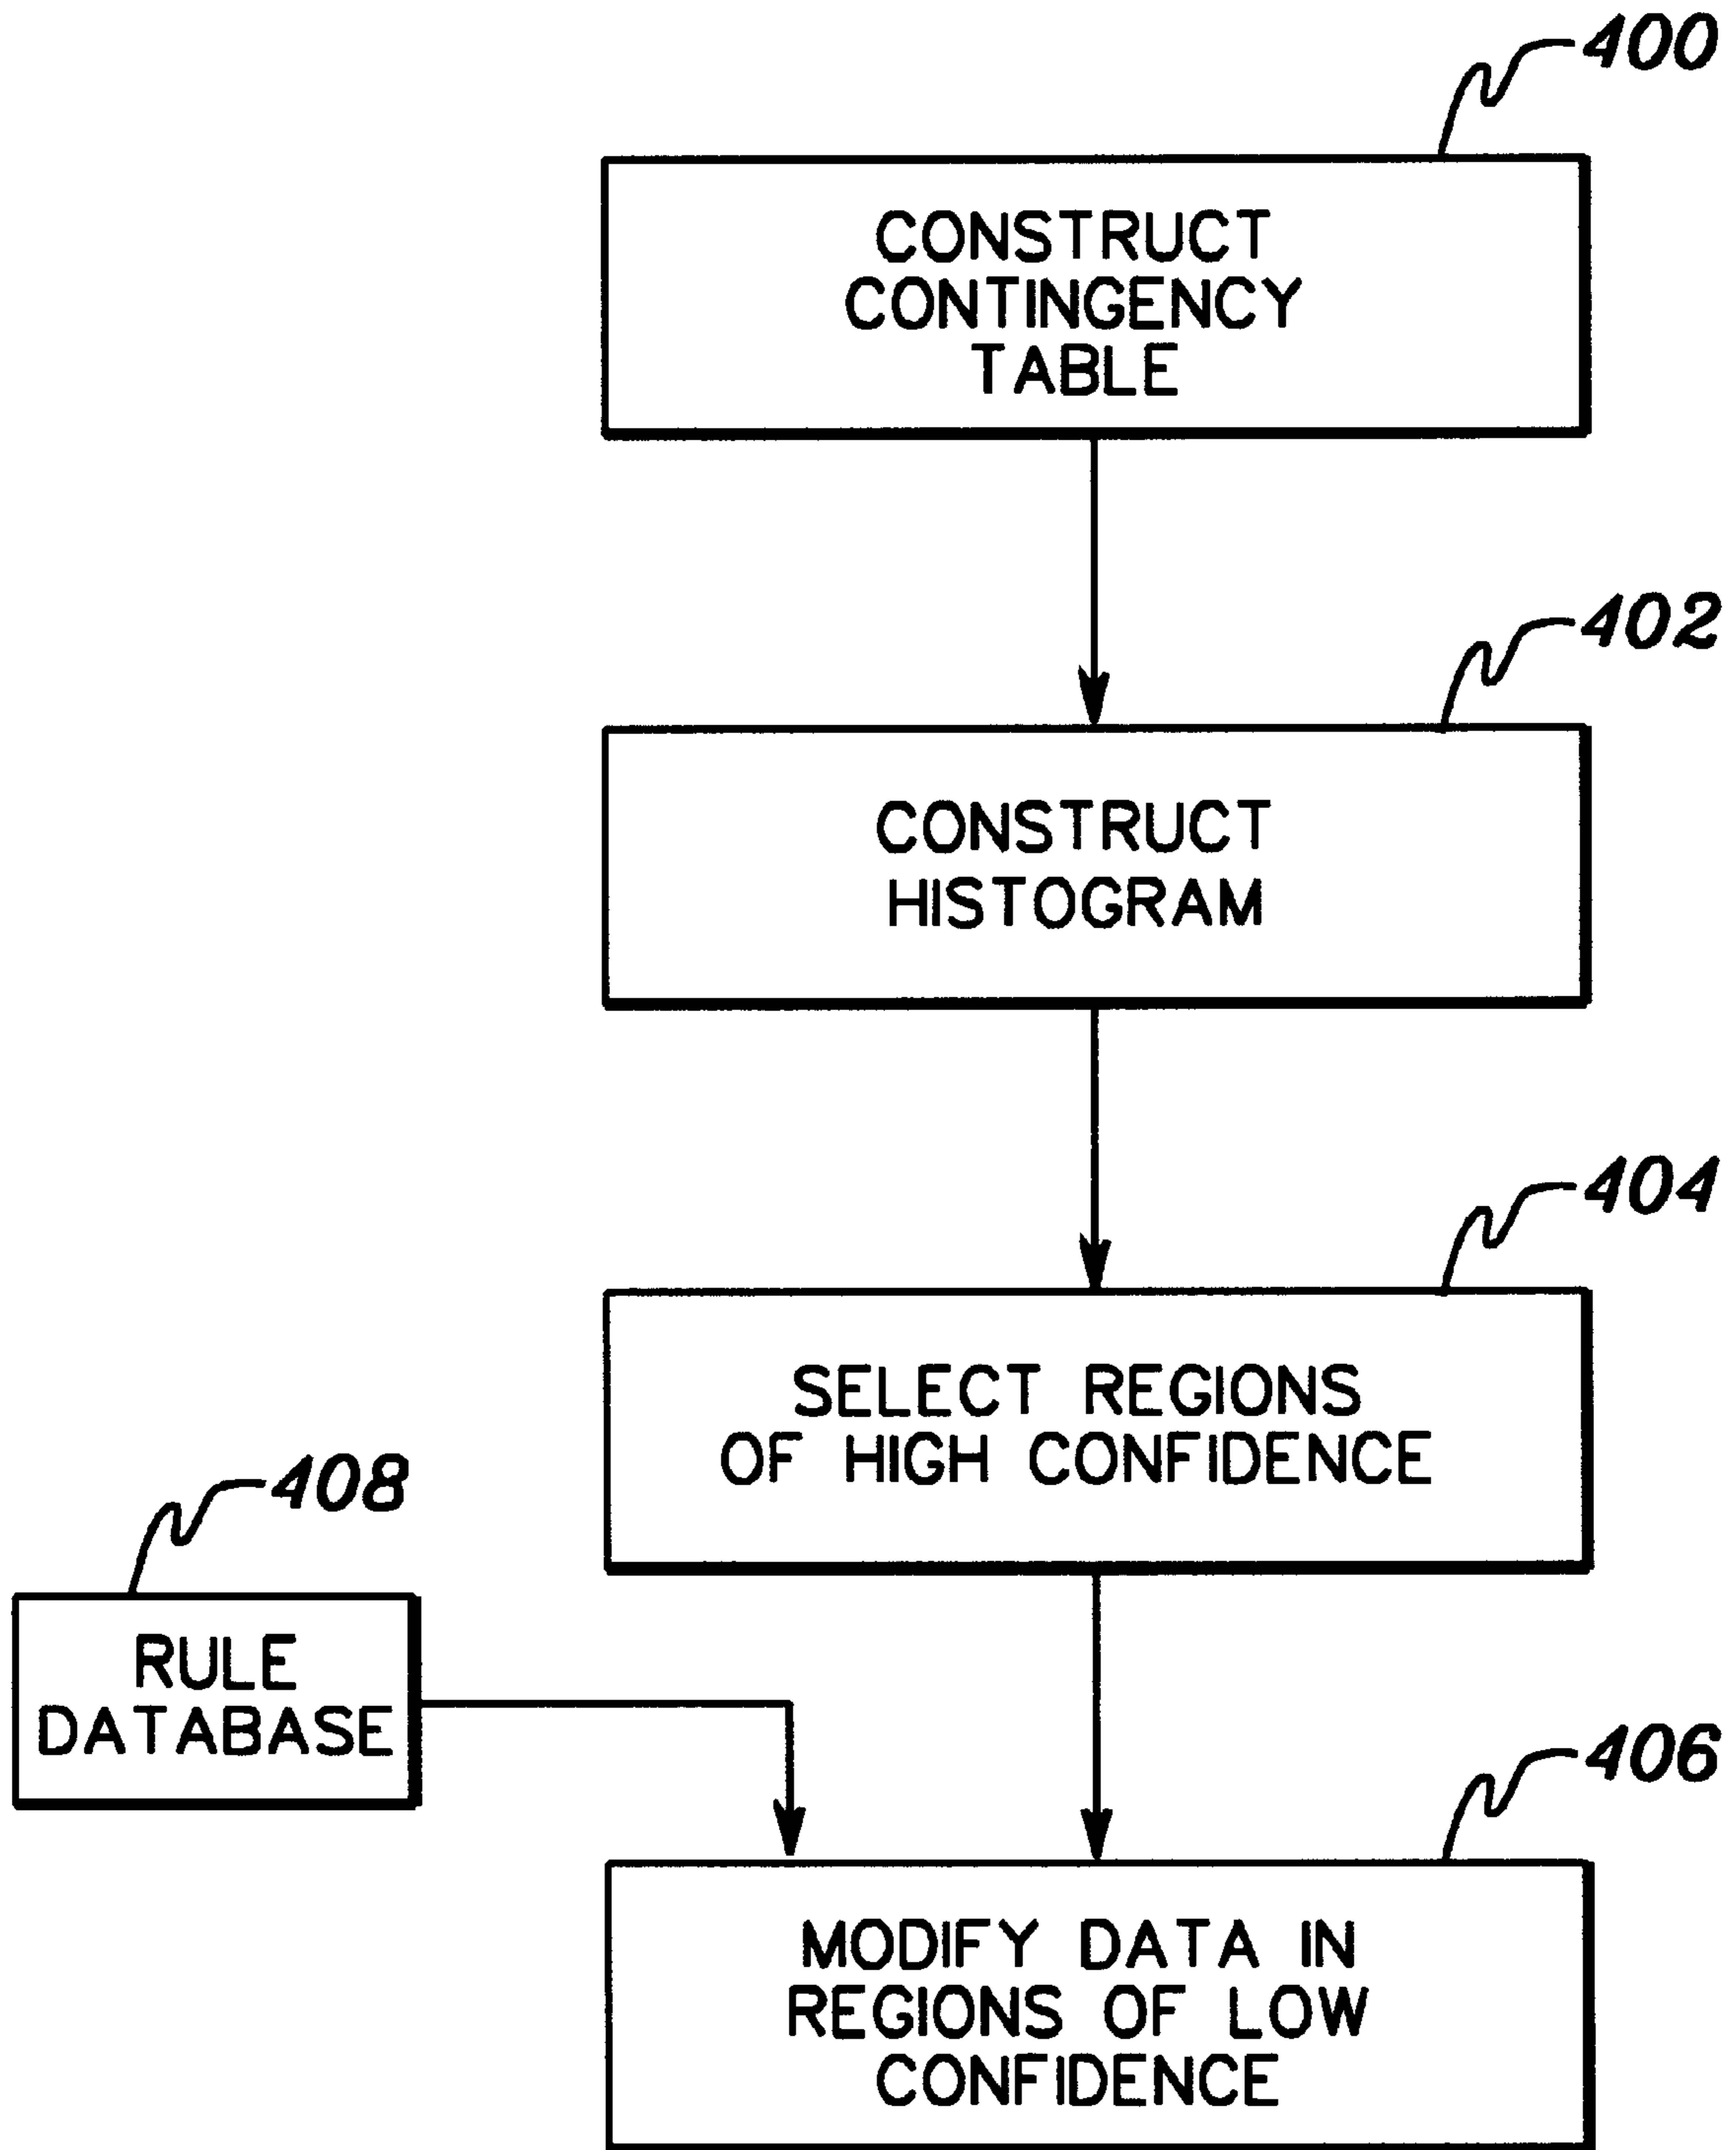 400
CONSTRUCT
CONTINGENCY
TABLE
402
CONSTRUCT
HISTOGRAM
404
SELECT REGIONS
OF HIGH CONFIDENCE
408
RULE
DATABASE
406
MODIFY DATA IN
REGIONS OF LOW
CONFIDENCE